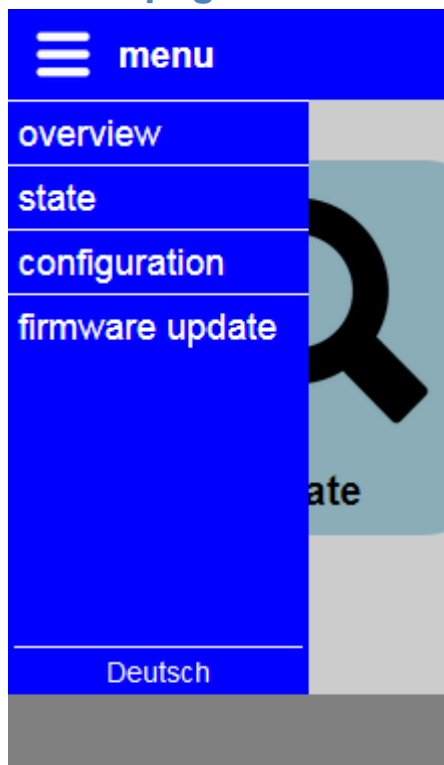 menu
overview
state
configuration
firmware update
ate
Deutsch